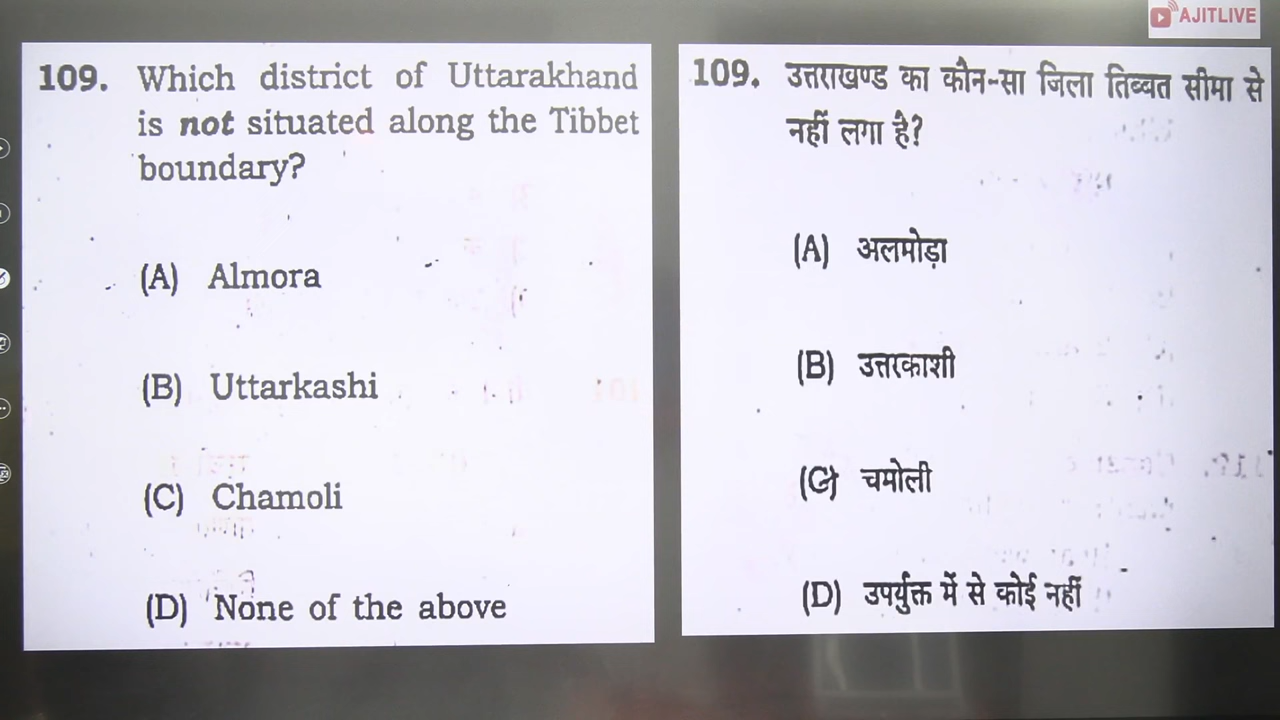 AJITLIVE
109. Which district of Uttarakhand
is not situated along the Tibbet
boundary?
(A) Almora
(B) Uttarkashi
(C) Chamoli
(D) None of the above
109. उत्तराखण्ड का कौन-सा जिला तिब्बत सीमा से
नहीं लगा है?
(A) अलमोड़ा
(B) उत्तरकाशी
(C) चमोली
(D) उपर्युक्त में से कोई नहीं